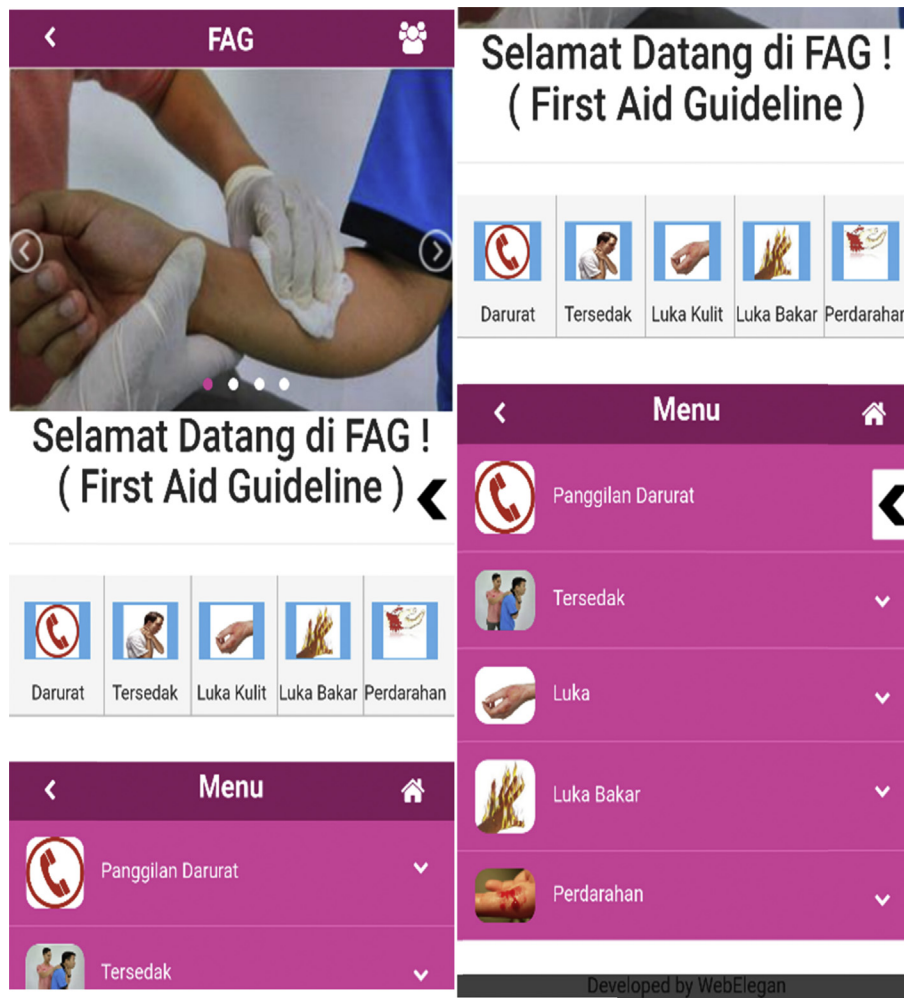 FAG
Selamat Datang di FAG !
( First Aid Guideline )
Darurat
Tersedak
Luka Kulit
Luka Bakar
Perdarahan
Menu
Panggilan Darurat
Tersedak
Selamat Datang di FAG !
( First Aid Guideline )
Darurat
Tersedak
Luka Kulit
Luka Bakar
Perdarahan
Menu
Panggilan Darurat
Tersedak
Luka
Luka Bakar
Perdarahan
Developed by WebElegan